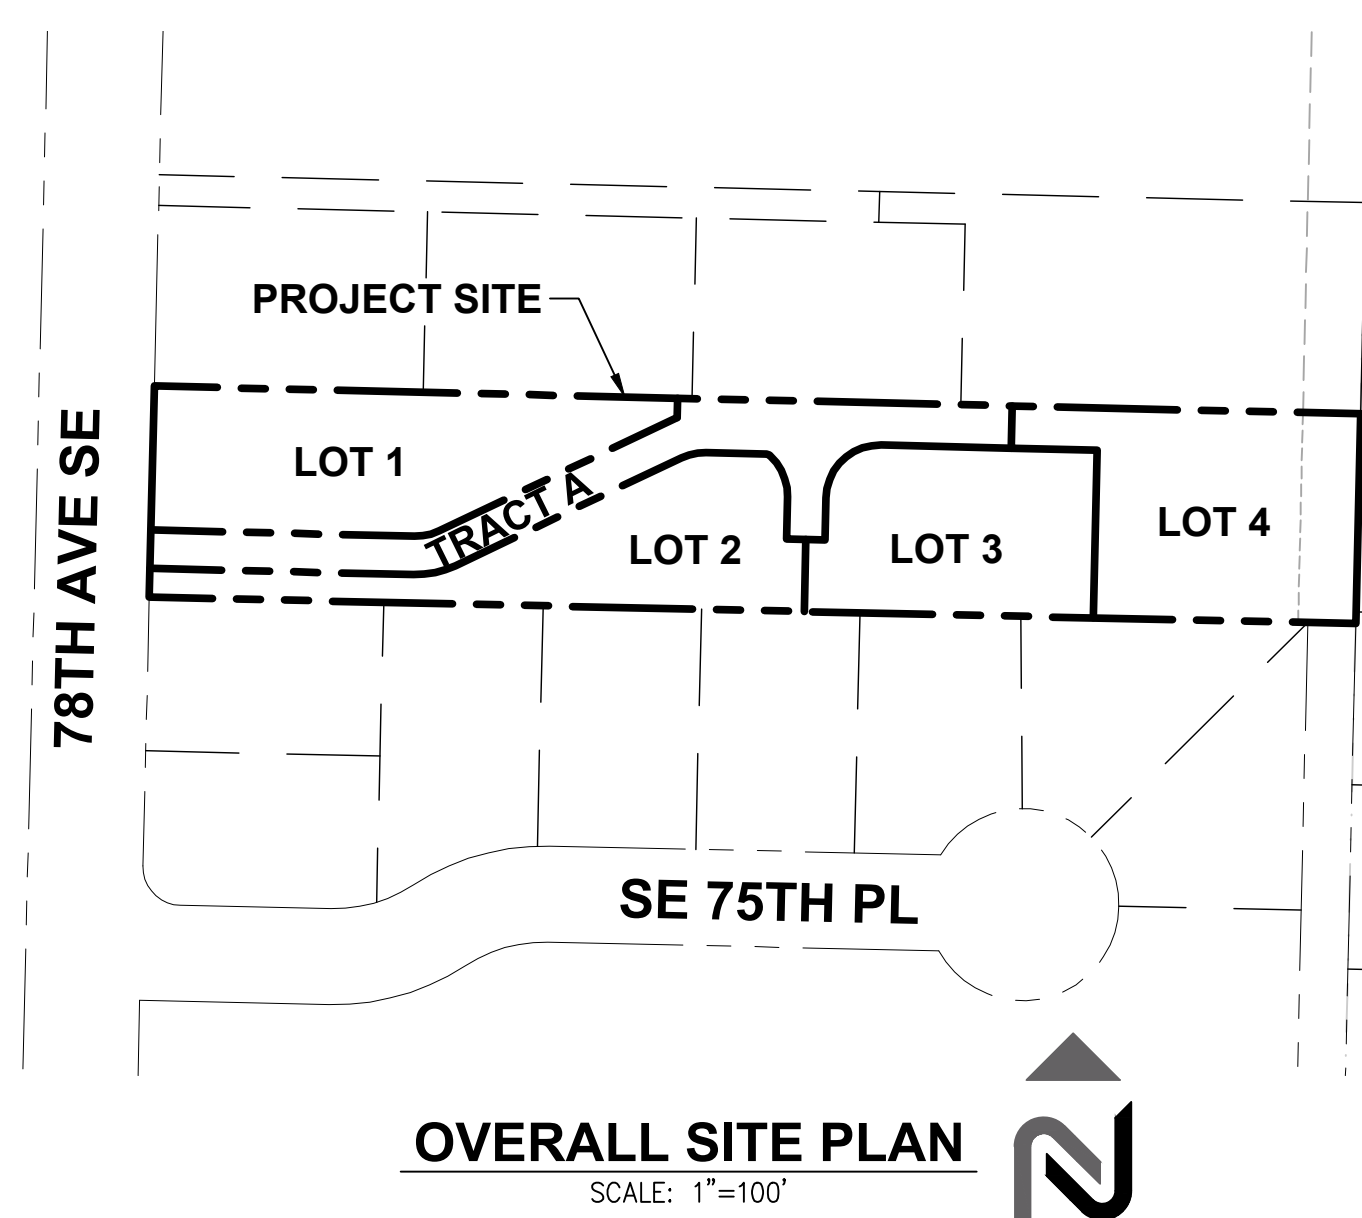 PROJECT SITE
78TH AVE SE
LOT 1
TRACT A
LOT 2
LOT 3
LOT 4
SE 75TH PL
OVERALL SITE PLAN
SCALE: 1"=100'